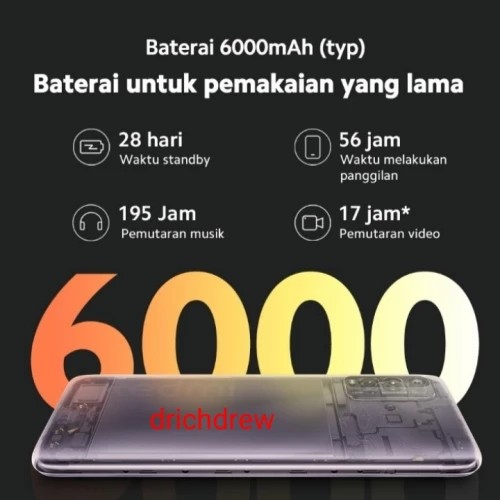 Baterai 6000mAh (typ)
Baterai untuk pemakaian yang lama
28 hari
Waktu standby
56 jam
Waktu melakukan
panggilan
195 Jam
Pemutaran musik
17 jam*
Pemutaran video
6000
drichdrew